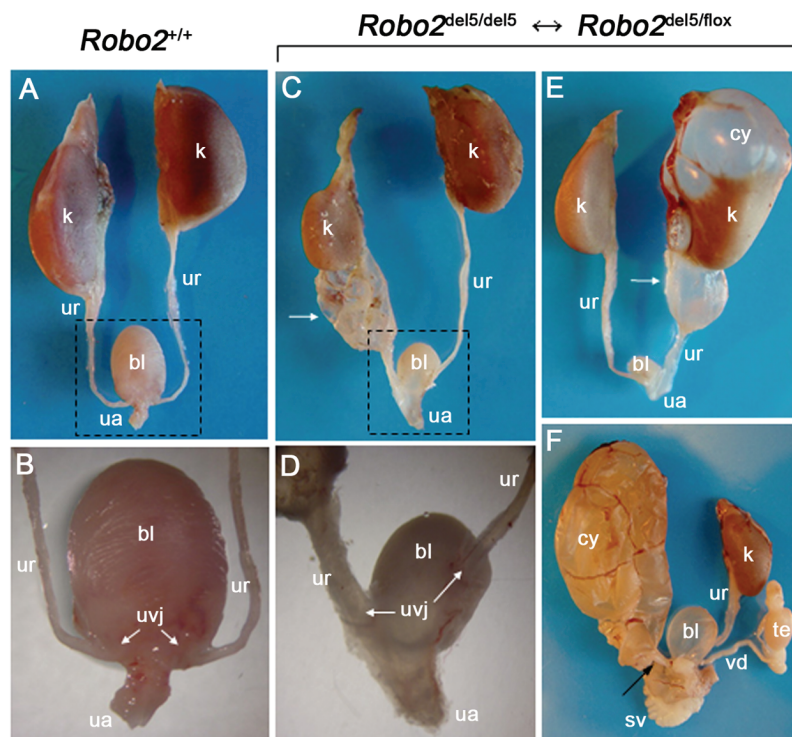 Robo2+/+
Robo2del5/del5 ↔ Robo2del5/flox
A
k
k
ur
ur
bl
ua
C
k
k
ur
bl
ua
E
cy
k
k
ur
ur
bl
ua
B
bl
ur
ur
uvj
ua
D
ur
bl
ur
uvj
ua
F
cy
k
ur
bl
te
vd
sv